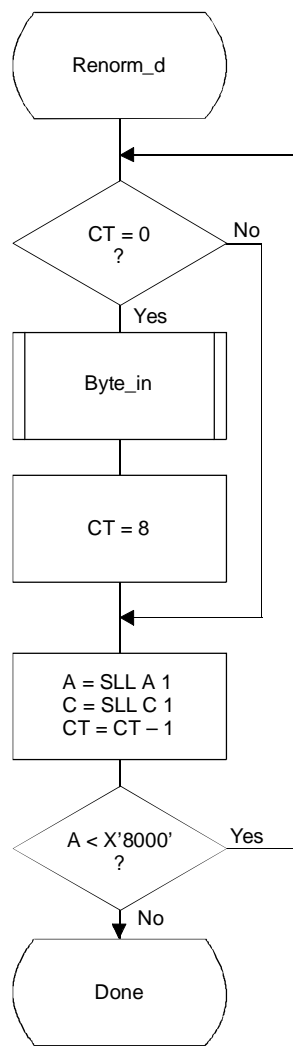 Renorm_d
CT = 0
?
No
Yes
Byte_in
CT = 8
A = SLL A 1
C = SLL C 1
CT = CT – 1
A < X'8000'
?
Yes
No
Done